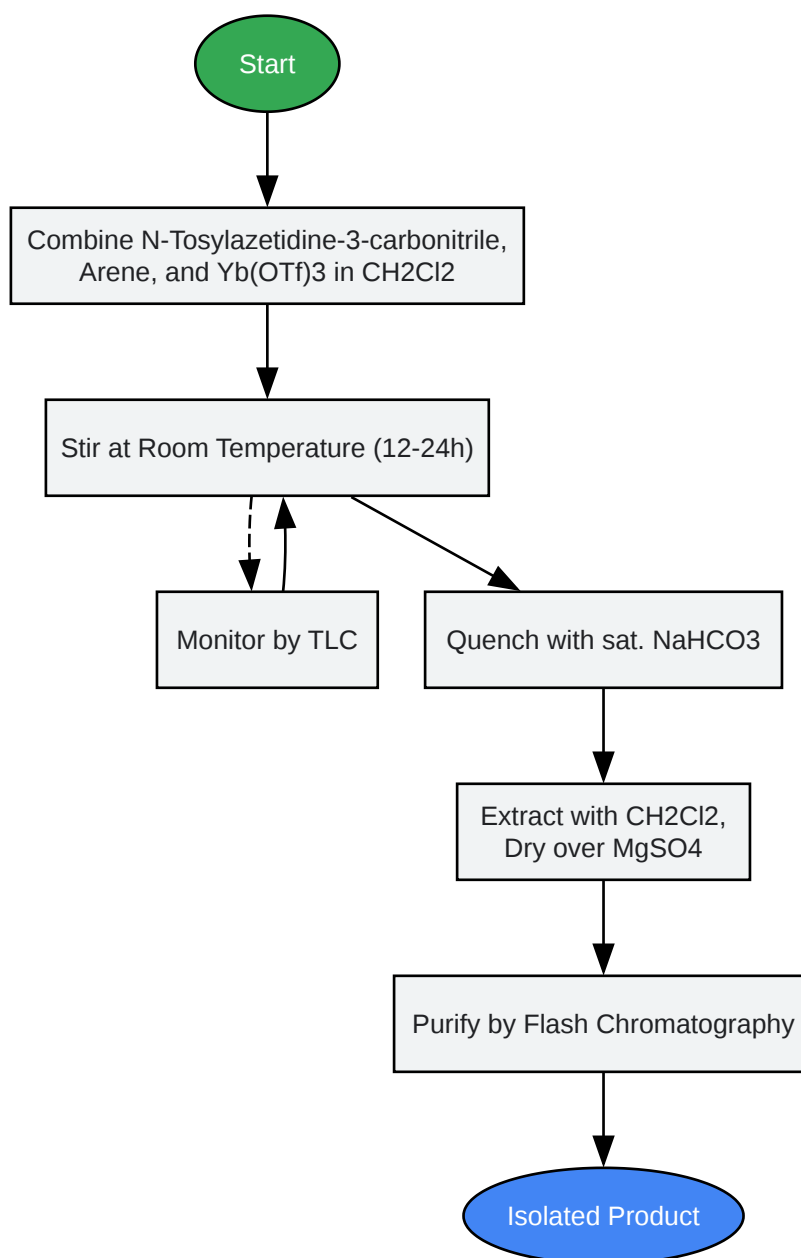 Start
Combine N-Tosylazetidine-3-carbonitrile,
Arene, and Yb(OTf)3 in CH2Cl2
Stir at Room Temperature (12-24h)
Monitor by TLC
Quench with sat. NaHCO3
Extract with CH2Cl2,
Dry over MgSO4
Purify by Flash Chromatography
Isolated Product